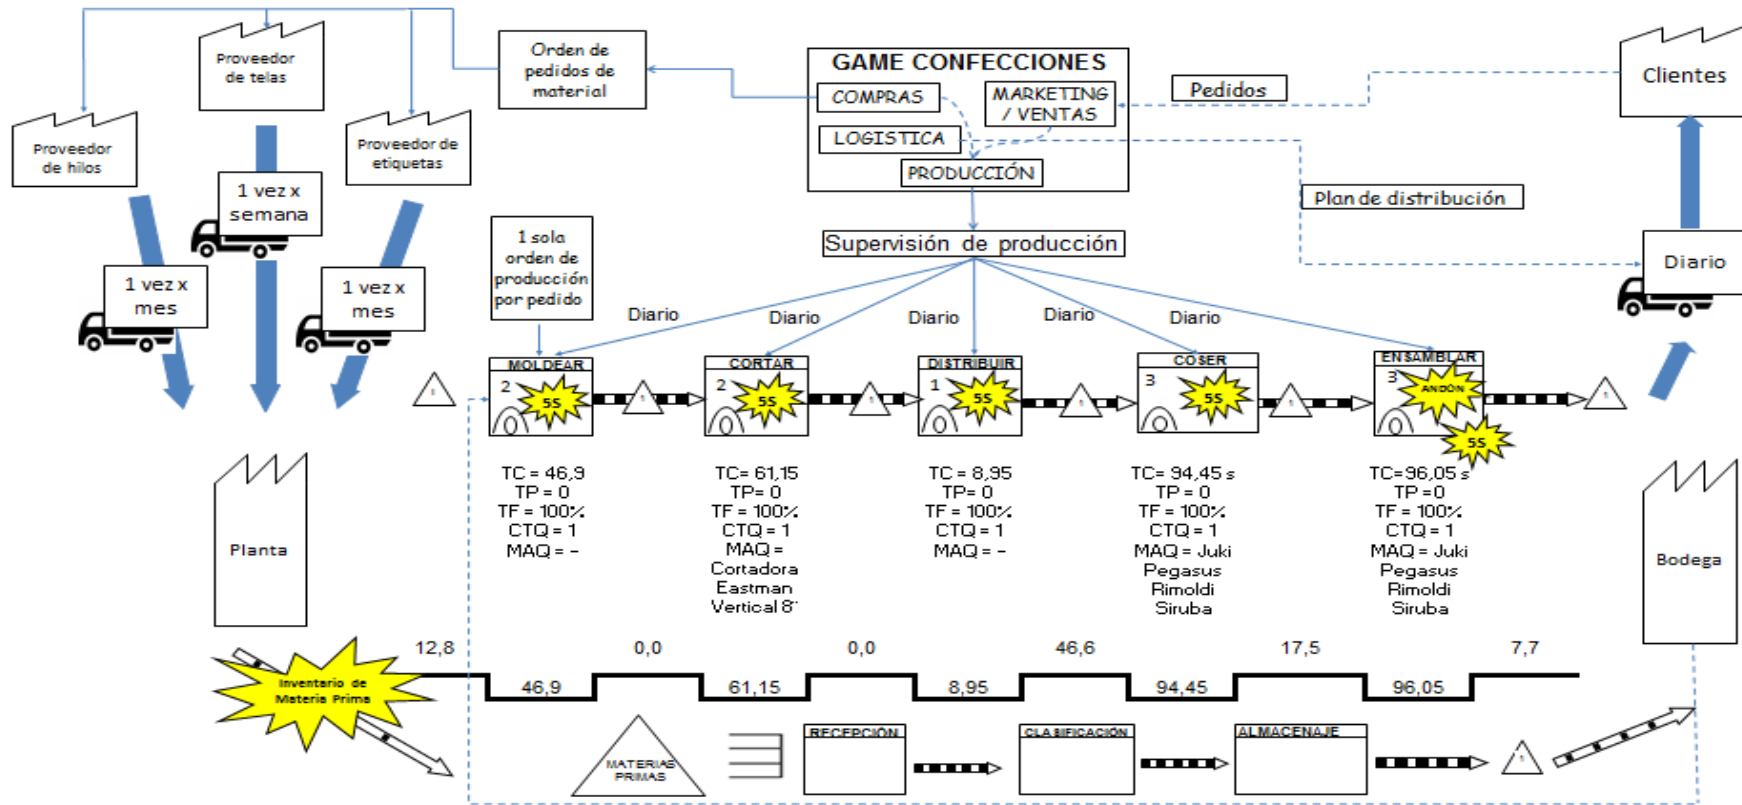 Proveedor
de telas
Orden de
pedidos de
material
GAME CONFECCIONES
COMPRAS
MARKETING
/ VENTAS
LOGISTICA
PRODUCCIÓN
Pedidos
Clientes
Proveedor
de hilos
Proveedor de
etiquetas
1 vez x
semana
1 vez x
mes
1 vez x
mes
Plan de distribución
Diario
1 sola
orden de
producción
por pedido
Supervisión de producción
Diario
Diario
Diario
Diario
Diario
MOLDEAR
2
5S
CORTAR
2
5S
DISTRIBUIR
1
5S
COSER
3
5S
ENSAMBLAR
3
ANDÓN
5S
TC = 46,9
TP = 0
TF = 100%
CTQ = 1
MAQ = -
TC = 61,15
TP = 0
TF = 100%
CTQ = 1
MAQ =
Cortadora
Eastman
Vertical 8"
TC = 8,95
TP = 0
TF = 100%
CTQ = 1
MAQ = -
TC= 94,45 s
TP = 0
TF = 100%
CTQ = 1
MAQ = Juki
Pegasus
Rimoldi
Siruba
TC=96,05 s
TP =0
TF = 100%
CTQ = 1
MAQ = Juki
Pegasus
Rimoldi
Siruba
Planta
Bodega
12,8
0,0
0,0
46,6
17,5
7,7
46,9
61,15
8,95
94,45
96,05
Inventario de
Materia Prima
MATERIAS
PRIMAS
RECEPCIÓN
CLASIFICACIÓN
ALMACENAJE